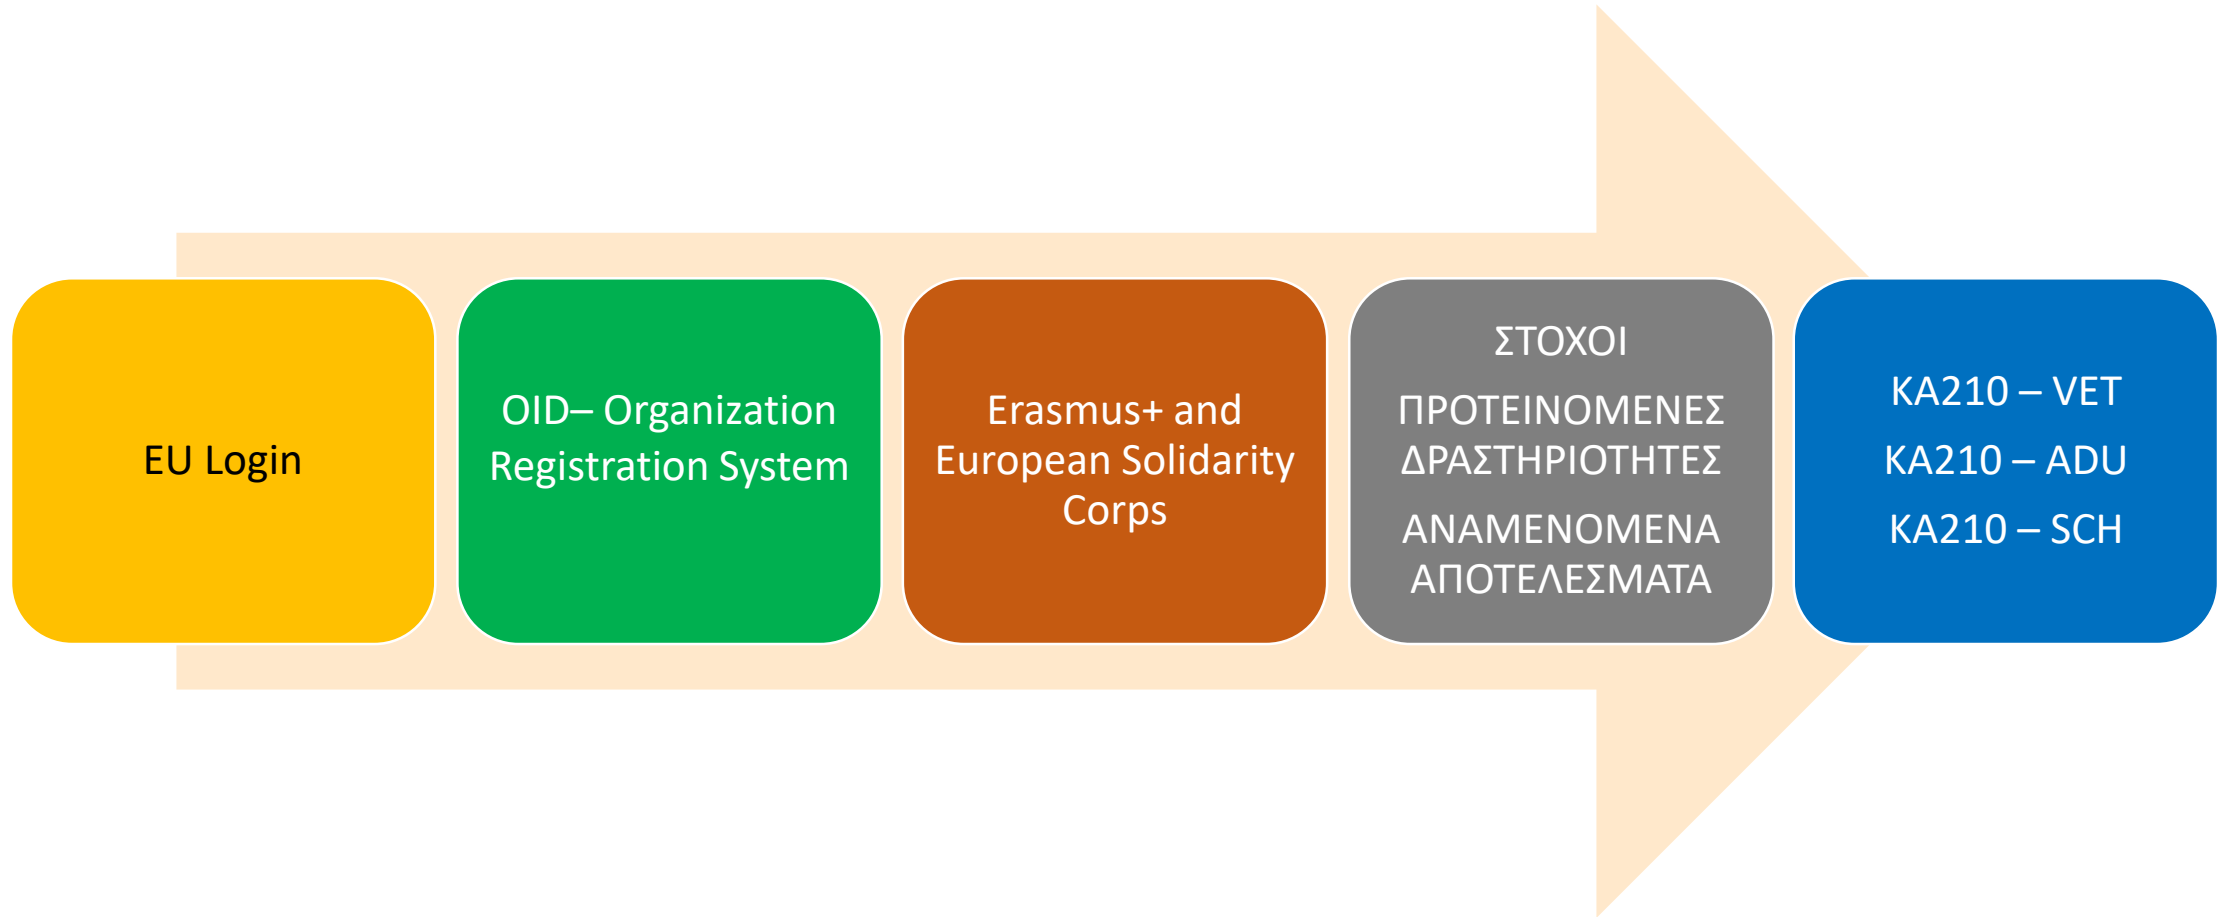 EU Login
OID– Organization
Registration System
Erasmus+ and
European Solidarity
Corps
ΣΤΟΧΟΙ
ΠΡΟΤΕΙΝΟΜΕΝΕΣ
ΔΡΑΣΤΗΡΙΟΤΗΤΕΣ
ΑΝΑΜΕΝΟΜΕΝΑ
ΑΠΟΤΕΛΕΣΜΑΤΑ
KA210 – VET
KA210 – ADU
KA210 – SCH